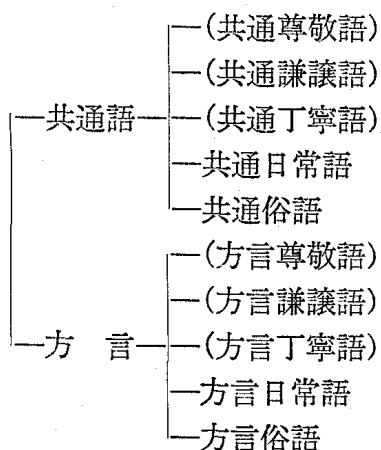 (共通尊敬語)
(共通謙譲語)
共通語 (共通丁寧語)
共通日常語
共通俗語
(方言尊敬語)
(方言謙譲語)
方　言 (方言丁寧語)
方言日常語
方言俗語